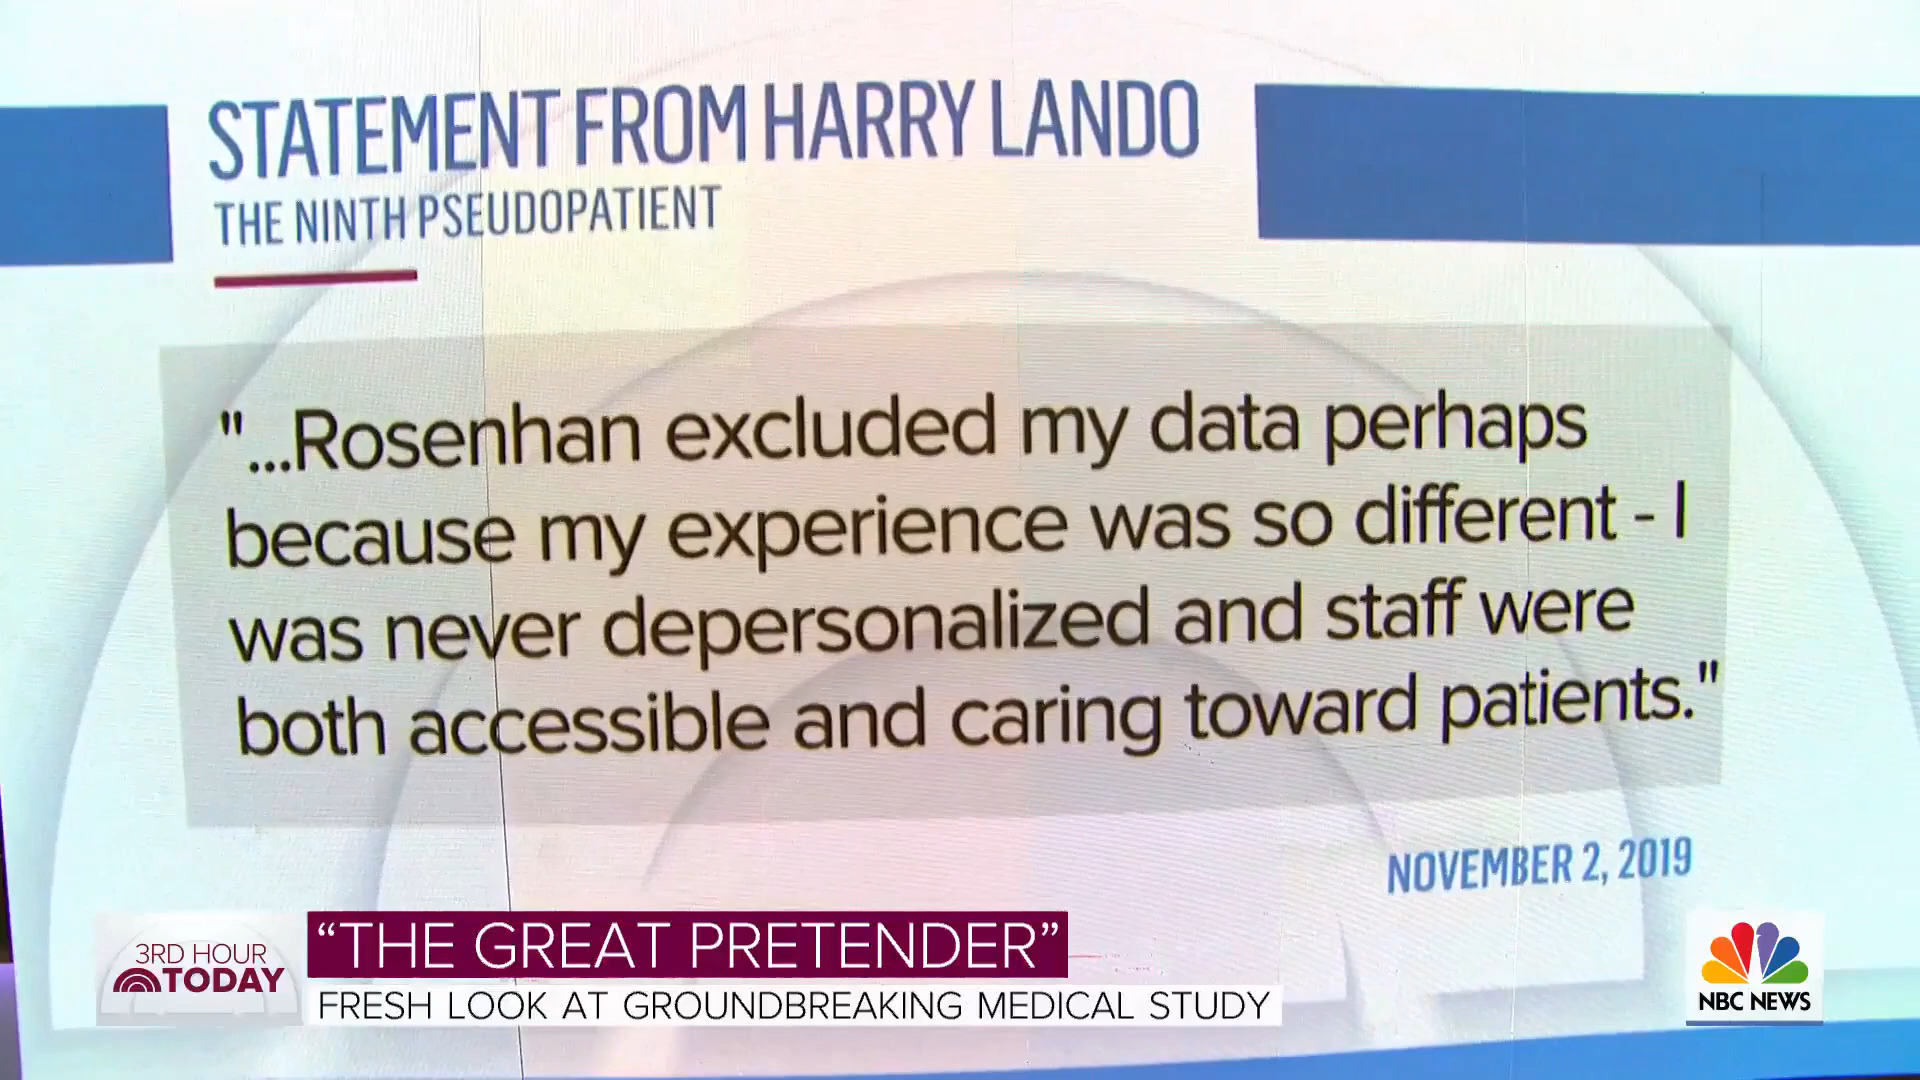 STATEMENT FROM HARRY LANDO
THE NINTH PSEUDOPATIENT
"...Rosenhan excluded my data perhaps
because my experience was so different - I
was never depersonalized and staff were
both accessible and caring toward patients."
NOVEMBER 2, 2019
3RD HOUR
TODAY
“THE GREAT PRETENDER”
FRESH LOOK AT GROUNDBREAKING MEDICAL STUDY
NBC NEWS